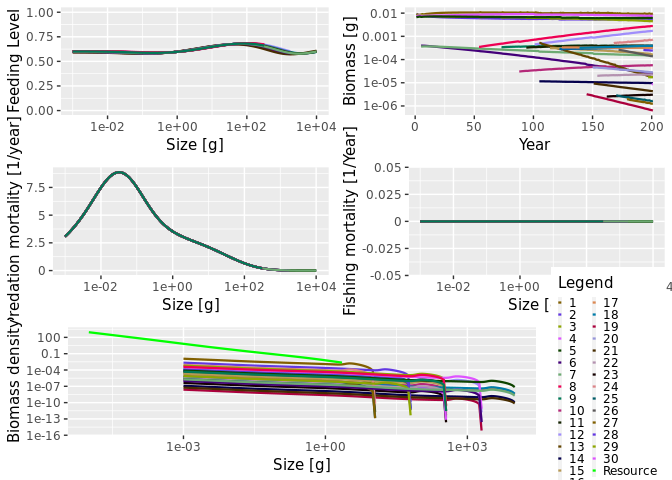 Feeding Level
1.00
0.75
0.50
0.25
0.00
1e-02
1e+00
1e+02
1e+04
Size [g]
Biomass [g]
0.01
0.001
1e-04
1e-05
1e-06
0
50
100
150
200
Year
redation mortality [1/year]
7.5
5
2.5
0
1e-02
1e+00
1e+02
1e+04
Size [g]
Fishing mortality [1/Year]
0.05
0.025
0
-0.025
-0.05
1e-02
1e+00
Size [
4
Biomass density
100
0.1
1e-04
1e-07
1e-10
1e-13
1e-16
1e-03
1e+00
1e+03
Size [g]
Legend
1 17
2 18
3 19
4 20
5 21
6 22
7 23
8 24
9 25
10 26
11 27
12 28
13 29
14 30
15 Resource